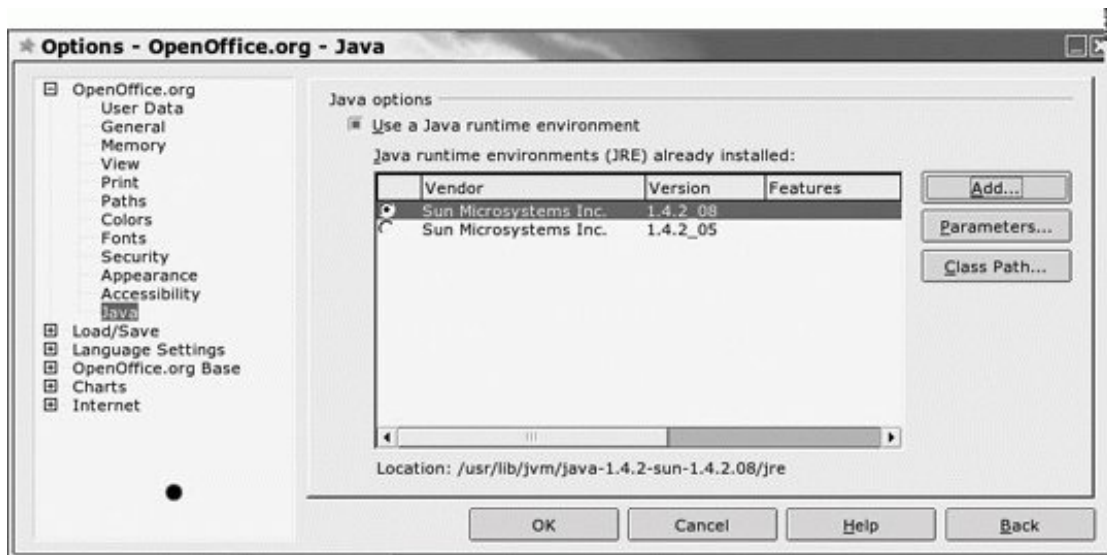 Options - OpenOffice.org - Java
OpenOffice.org
User Data
General
Memory
View
Print
Paths
Colors
Fonts
Security
Appearance
Accessibility
Java
Load/Save
Language Settings
OpenOffice.org Base
Charts
Internet
Java options
Use a Java runtime environment
Java runtime environments (JRE) already installed:
Vendor Version Features
Sun Microsystems Inc. 1.4.2_08
Sun Microsystems Inc. 1.4.2_05
Add...
Parameters...
Class Path...
Location: /usr/lib/jvm/java-1.4.2-sun-1.4.2.08/jre
OK Cancel Help Back